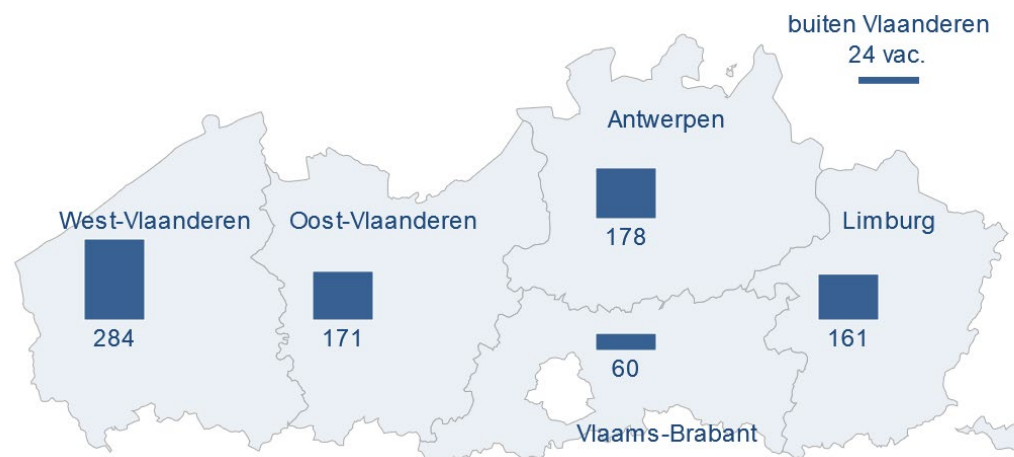 buiten Vlaanderen
24 vac.
Antwerpen
178
West-Vlaanderen
284
Oost-Vlaanderen
171
Limburg
161
60
Vlaams-Brabant